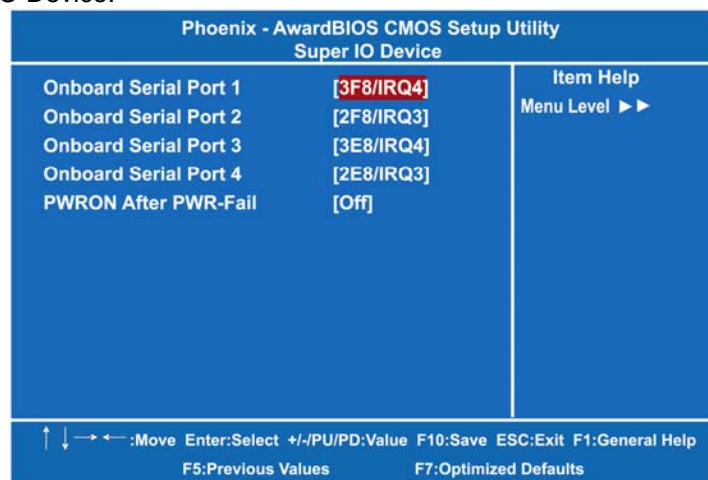 Phoenix - AwardBIOS CMOS Setup Utility
Super IO Device
Onboard Serial Port 1 [3F8/IRQ4]
Onboard Serial Port 2 [2F8/IRQ3]
Onboard Serial Port 3 [3E8/IRQ4]
Onboard Serial Port 4 [2E8/IRQ3]
PWRON After PWR-Fail [Off]
Item Help
Menu Level ►►
↑ ↓ → ← :Move Enter:Select +/-/PU/PD:Value F10:Save ESC:Exit F1:General Help
F5:Previous Values F7:Optimized Defaults